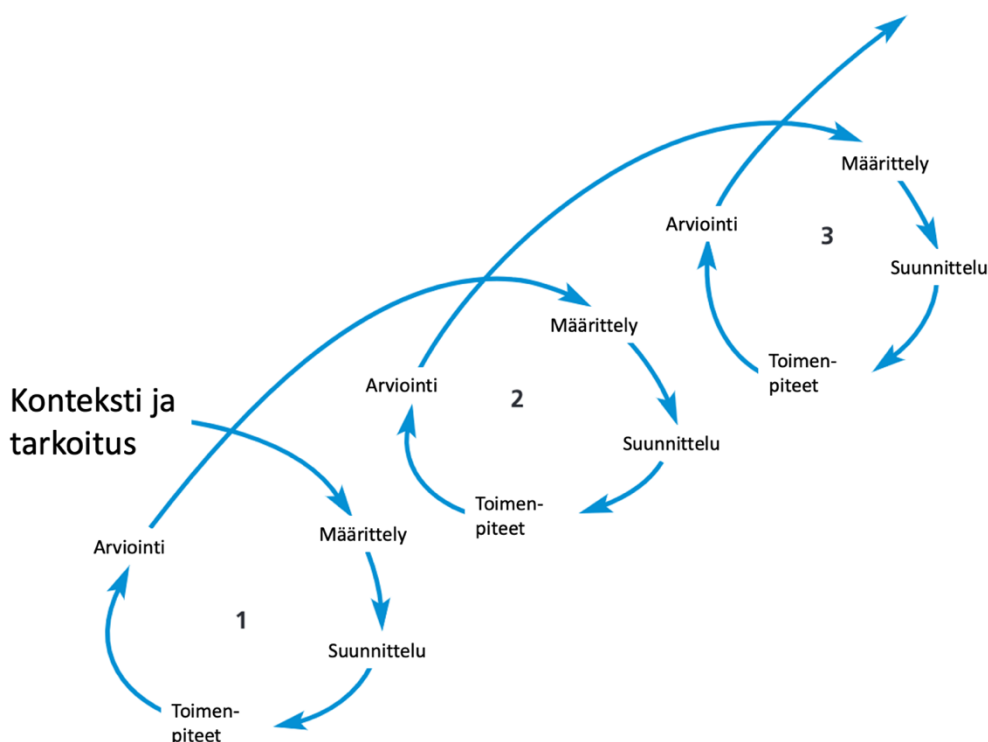 Konteksti ja
tarkoitus
Määrittely
Suunnittelu
Toimen-
piteet
Arviointi
1
Määrittely
Suunnittelu
Toimen-
piteet
Arviointi
2
Määrittely
Suunnittelu
Toimen-
piteet
Arviointi
3